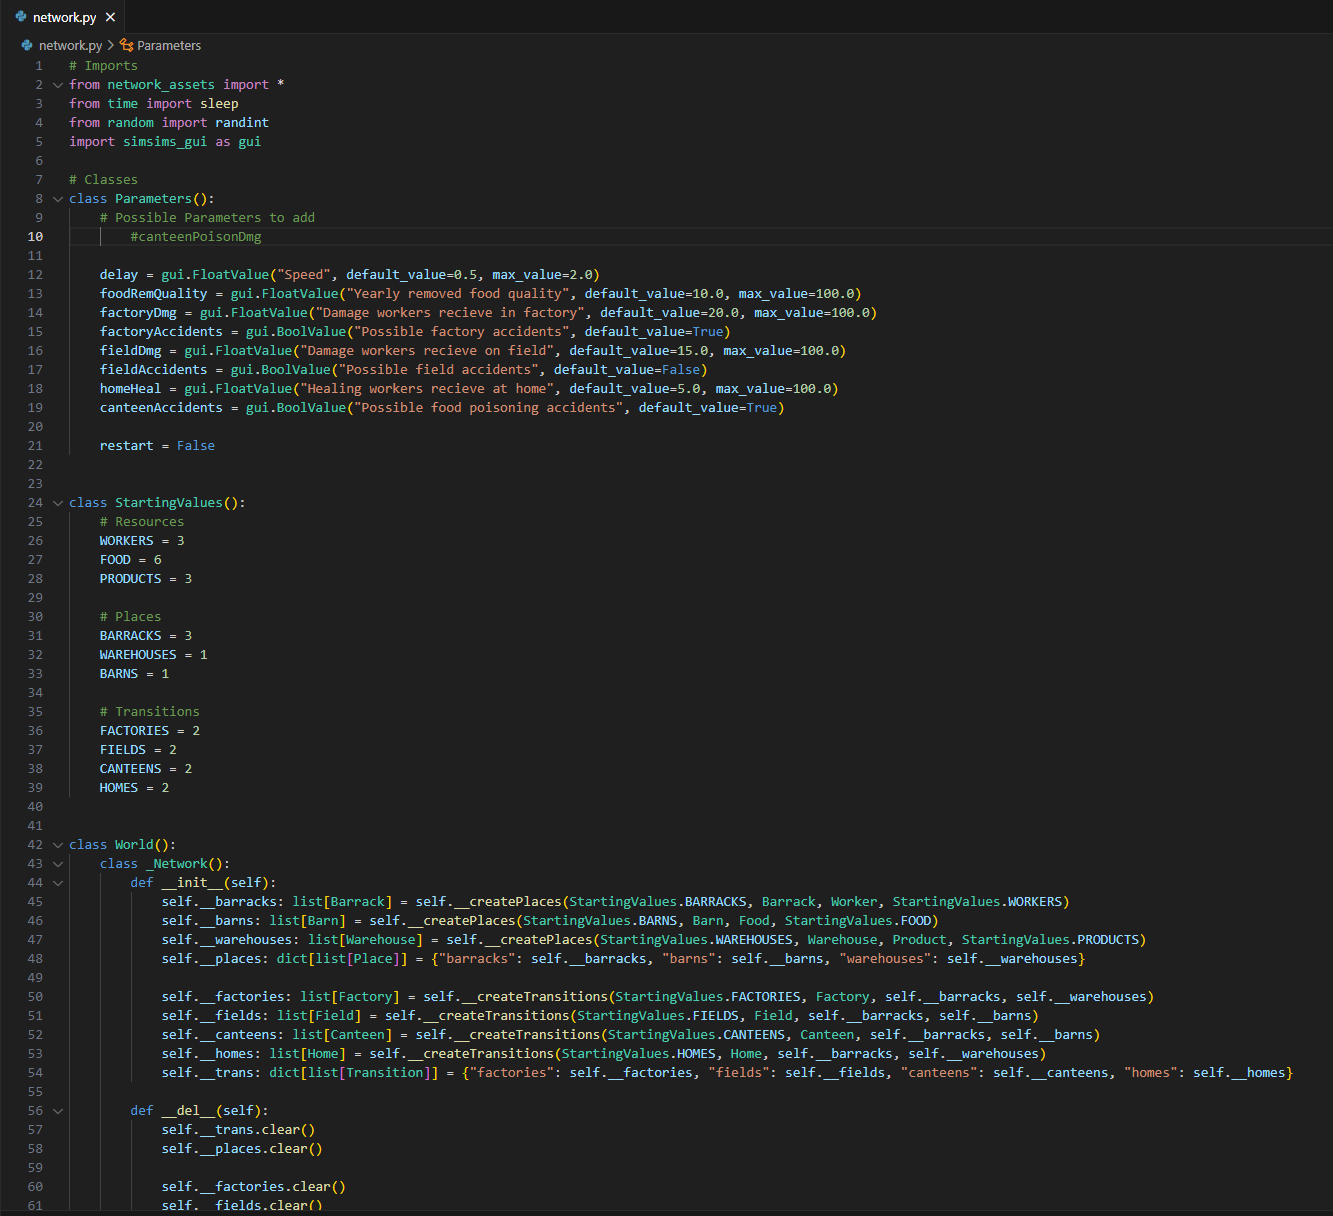 network.py ✕
network.py > Parameters
1 # Imports
2 from network_assets import *
3 from time import sleep
4 from random import randint
5 import simsims_gui as gui
6
7 # Classes
8 class Parameters():
9     # Possible Parameters to add
10         #canteenPoisonDmg
11
12     delay = gui.FloatValue("Speed", default_value=0.5, max_value=2.0)
13     foodRemQuality = gui.FloatValue("Yearly removed food quality", default_value=10.0, max_value=100.0)
14     factoryDmg = gui.FloatValue("Damage workers recieve in factory", default_value=20.0, max_value=100.0)
15     factoryAccidents = gui.BoolValue("Possible factory accidents", default_value=True)
16     fieldDmg = gui.FloatValue("Damage workers recieve on field", default_value=15.0, max_value=100.0)
17     fieldAccidents = gui.BoolValue("Possible field accidents", default_value=False)
18     homeHeal = gui.FloatValue("Healing workers recieve at home", default_value=5.0, max_value=100.0)
19     canteenAccidents = gui.BoolValue("Possible food poisoning accidents", default_value=True)
20
21     restart = False
22
23
24 class StartingValues():
25     # Resources
26     WORKERS = 3
27     FOOD = 6
28     PRODUCTS = 3
29
30     # Places
31     BARRACKS = 3
32     WAREHOUSES = 1
33     BARNS = 1
34
35     # Transitions
36     FACTORIES = 2
37     FIELDS = 2
38     CANTEENS = 2
39     HOMES = 2
40
41
42 class World():
43     class _Network():
44         def __init__(self):
45             self.__barracks: list[Barrack] = self.__createPlaces(StartingValues.BARRACKS, Barrack, Worker, StartingValues.WORKERS)
46             self.__barns: list[Barn] = self.__createPlaces(StartingValues.BARNS, Barn, Food, StartingValues.FOOD)
47             self.__warehouses: list[Warehouse] = self.__createPlaces(StartingValues.WAREHOUSES, Warehouse, Product, StartingValues.PRODUCTS)
48             self.__places: dict[list[Place]] = {"barracks": self.__barracks, "barns": self.__barns, "warehouses": self.__warehouses}
49
50             self.__factories: list[Factory] = self.__createTransitions(StartingValues.FACTORIES, Factory, self.__barracks, self.__warehouses)
51             self.__fields: list[Field] = self.__createTransitions(StartingValues.FIELDS, Field, self.__barracks, self.__barns)
52             self.__canteens: list[Canteen] = self.__createTransitions(StartingValues.CANTEENS, Canteen, self.__barracks, self.__barns)
53             self.__homes: list[Home] = self.__createTransitions(StartingValues.HOMES, Home, self.__barracks, self.__warehouses)
54             self.__trans: dict[list[Transition]] = {"factories": self.__factories, "fields": self.__fields, "canteens": self.__canteens, "homes": self.__homes}
55
56         def __del__(self):
57             self.__trans.clear()
58             self.__places.clear()
59
60             self.__factories.clear()
61             self.__fields.clear()